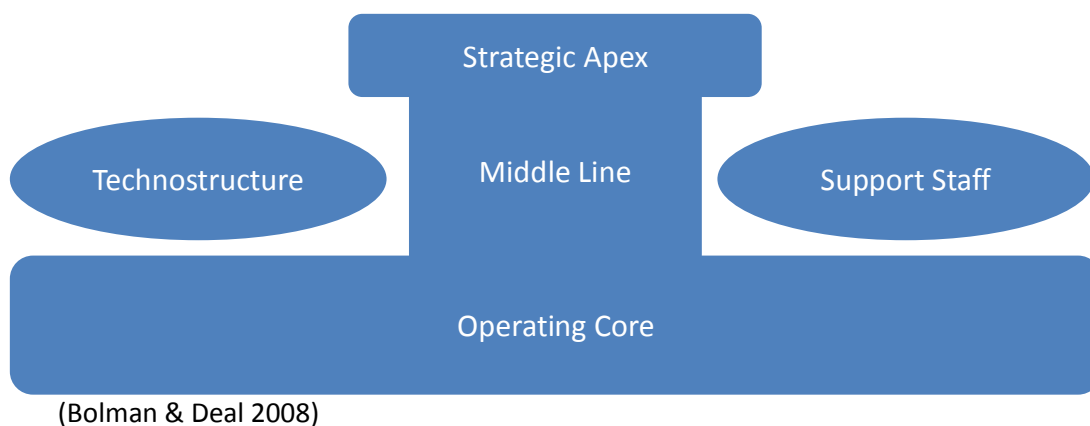 Strategic Apex
Technostructure
Middle Line
Support Staff
Operating Core
(Bolman & Deal 2008)